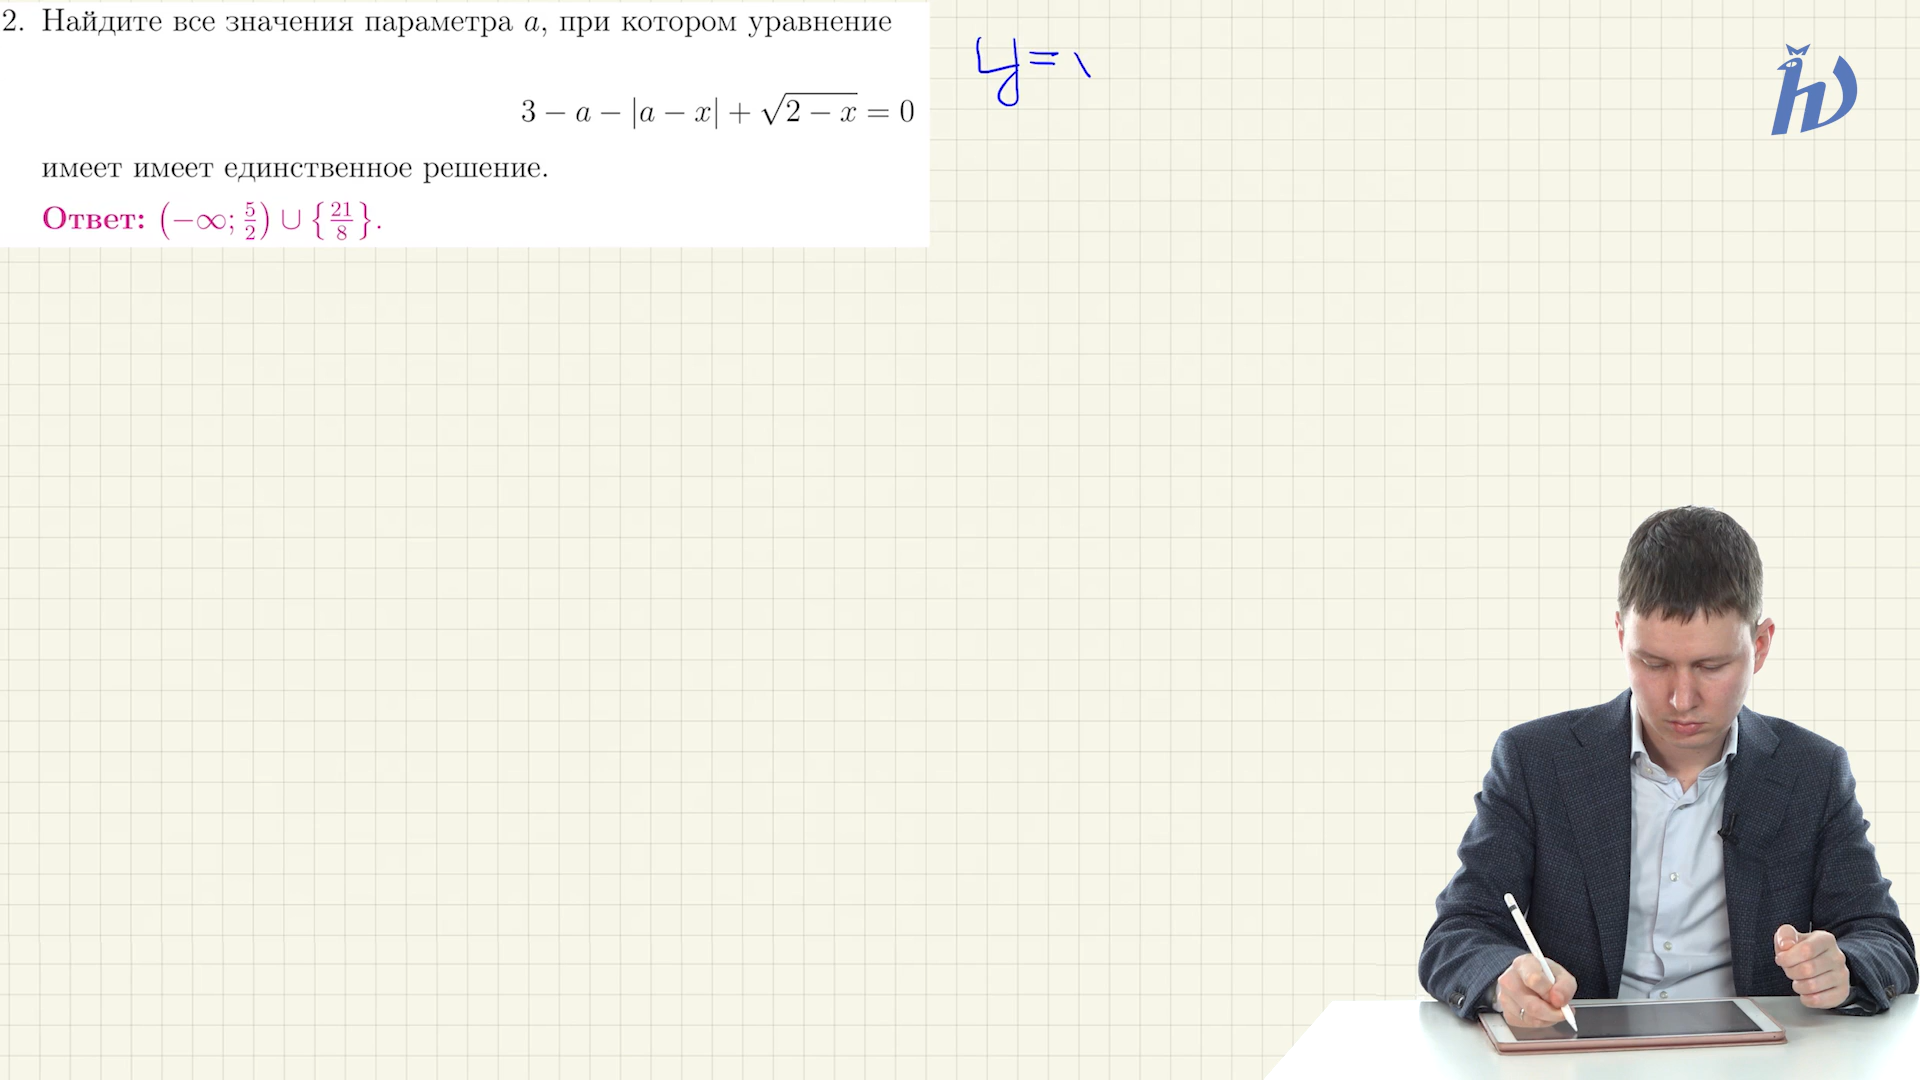 2. Найдите все значения параметра a, при котором уравнение
3 − a − |a − x| + √(2 − x) = 0
имеет имеет единственное решение.
Ответ: (−∞; 5/2) ∪ {21/8}.
y =